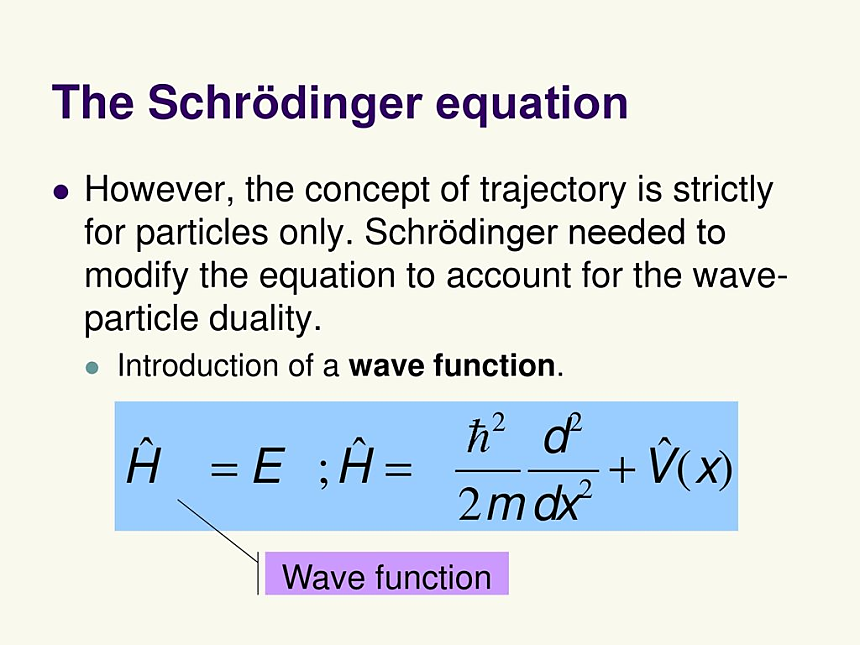 The Schrödinger equation
However, the concept of trajectory is strictly
for particles only. Schrödinger needed to
modify the equation to account for the wave-
particle duality.
Introduction of a wave function.
Ĥ = E ; Ĥ = ℏ²/2m d²/dx² + V̂(x)
Wave function